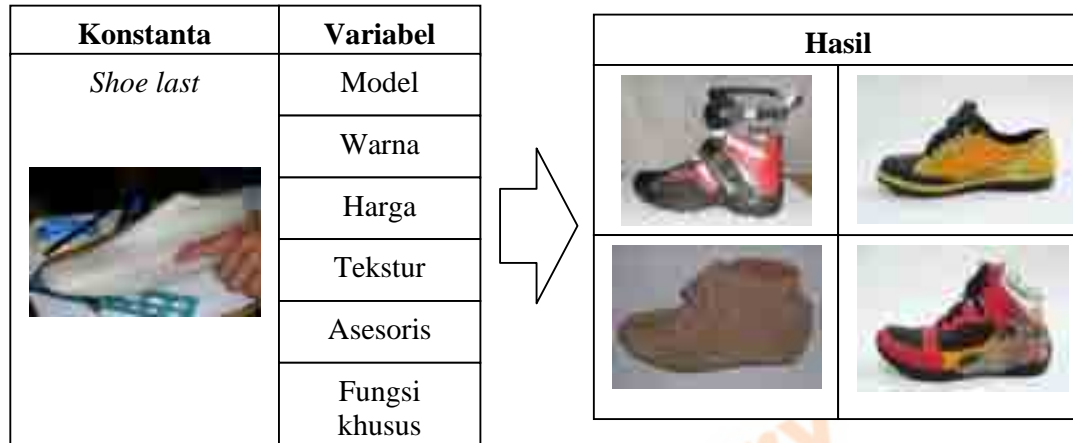 Konstanta
Variabel
Shoe last
Model
Warna
Harga
Tekstur
Asesoris
Fungsi
khusus
Hasil